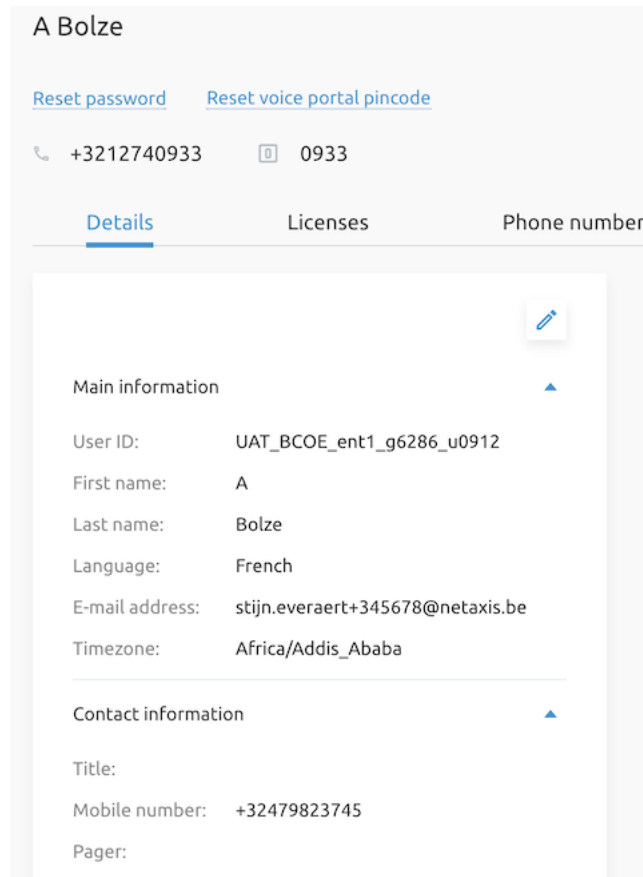 A Bolze
Reset password Reset voice portal pincode
+3212740933 0933
Details Licenses Phone number
Main information
User ID: UAT_BCOE_ent1_g6286_u0912
First name: A
Last name: Bolze
Language: French
E-mail address: stijn.everaert+345678@netaxis.be
Timezone: Africa/Addis_Ababa
Contact information
Title:
Mobile number: +32479823745
Pager: